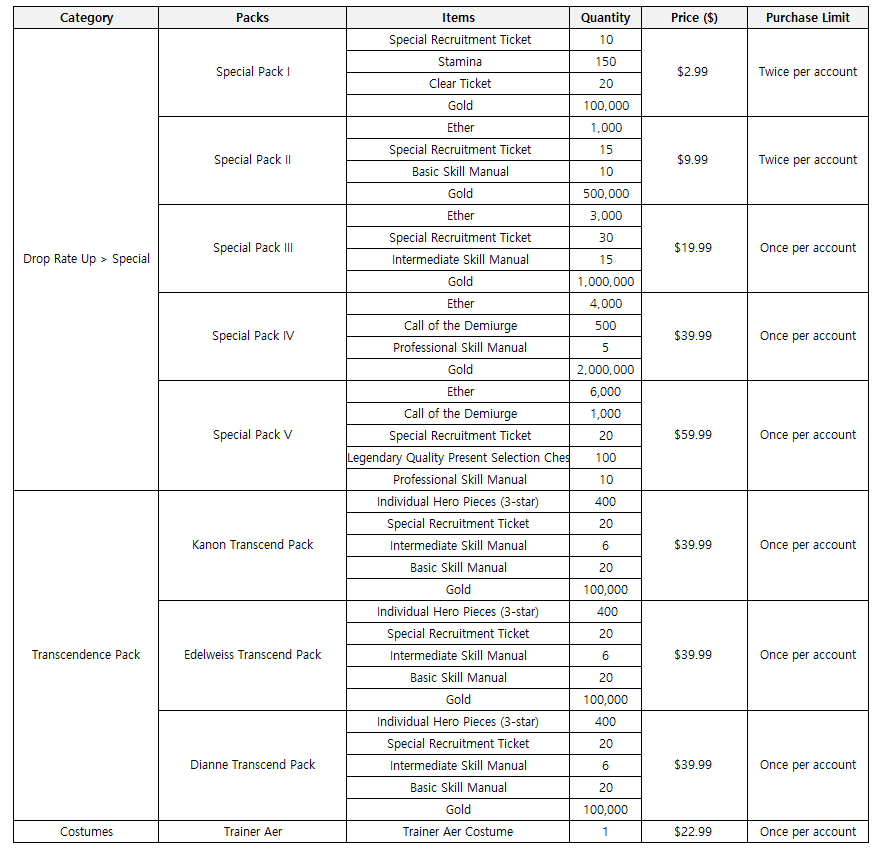 Category Packs Items Quantity Price ($) Purchase Limit
Drop Rate Up > Special
Special Pack I
Special Recruitment Ticket 10
Stamina 150
Clear Ticket 20
Gold 100,000
$2.99 Twice per account
Special Pack II
Ether 1,000
Special Recruitment Ticket 15
Basic Skill Manual 10
Gold 500,000
$9.99 Twice per account
Special Pack III
Ether 3,000
Special Recruitment Ticket 30
Intermediate Skill Manual 15
Gold 1,000,000
$19.99 Once per account
Special Pack IV
Ether 4,000
Call of the Demiurge 500
Professional Skill Manual 5
Gold 2,000,000
$39.99 Once per account
Special Pack V
Ether 6,000
Call of the Demiurge 1,000
Special Recruitment Ticket 20
Legendary Quality Present Selection Ches 100
Professional Skill Manual 10
$59.99 Once per account
Transcendence Pack
Kanon Transcend Pack
Individual Hero Pieces (3-star) 400
Special Recruitment Ticket 20
Intermediate Skill Manual 6
Basic Skill Manual 20
Gold 100,000
$39.99 Once per account
Edelweiss Transcend Pack
Individual Hero Pieces (3-star) 400
Special Recruitment Ticket 20
Intermediate Skill Manual 6
Basic Skill Manual 20
Gold 100,000
$39.99 Once per account
Dianne Transcend Pack
Individual Hero Pieces (3-star) 400
Special Recruitment Ticket 20
Intermediate Skill Manual 6
Basic Skill Manual 20
Gold 100,000
$39.99 Once per account
Costumes Trainer Aer Trainer Aer Costume 1 $22.99 Once per account